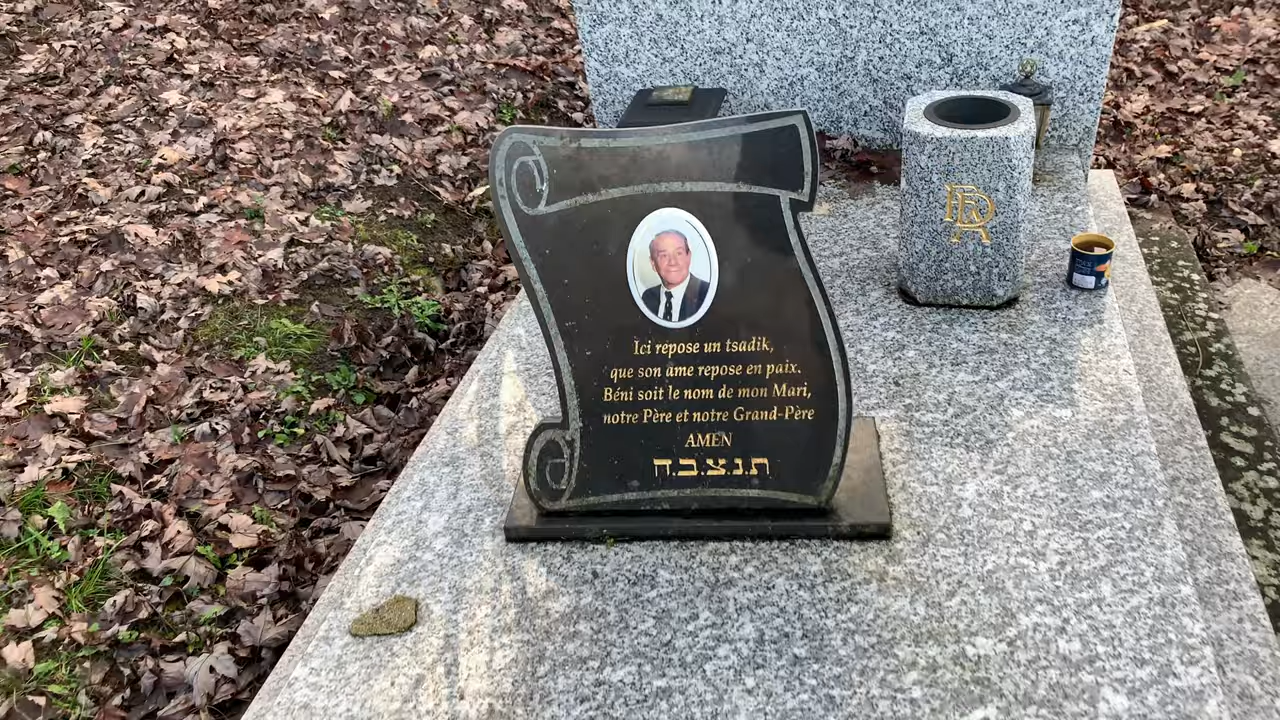 Ici repose un tsadik,
que son ame repose en paix.
Béni soit le nom de mon Mari,
notre Père et notre Grand-Père
AMEN
ת.נ.צ.ב.ה